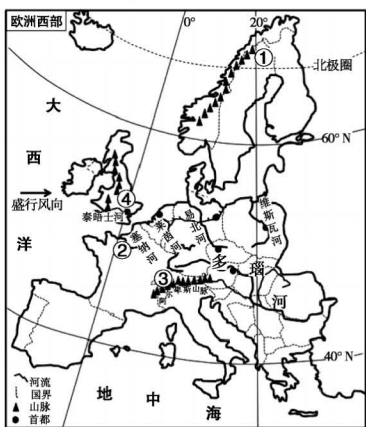 欧洲西部
0°
20°
①
北极圈
大
60°N
西
④
盛行风向
泰晤士河
洋
②
塞纳河
莱茵河
易北河
维斯瓦河
③
阿尔卑斯山脉
多
瑙
河
40°N
地
中
海
河流
国界
山脉
首都